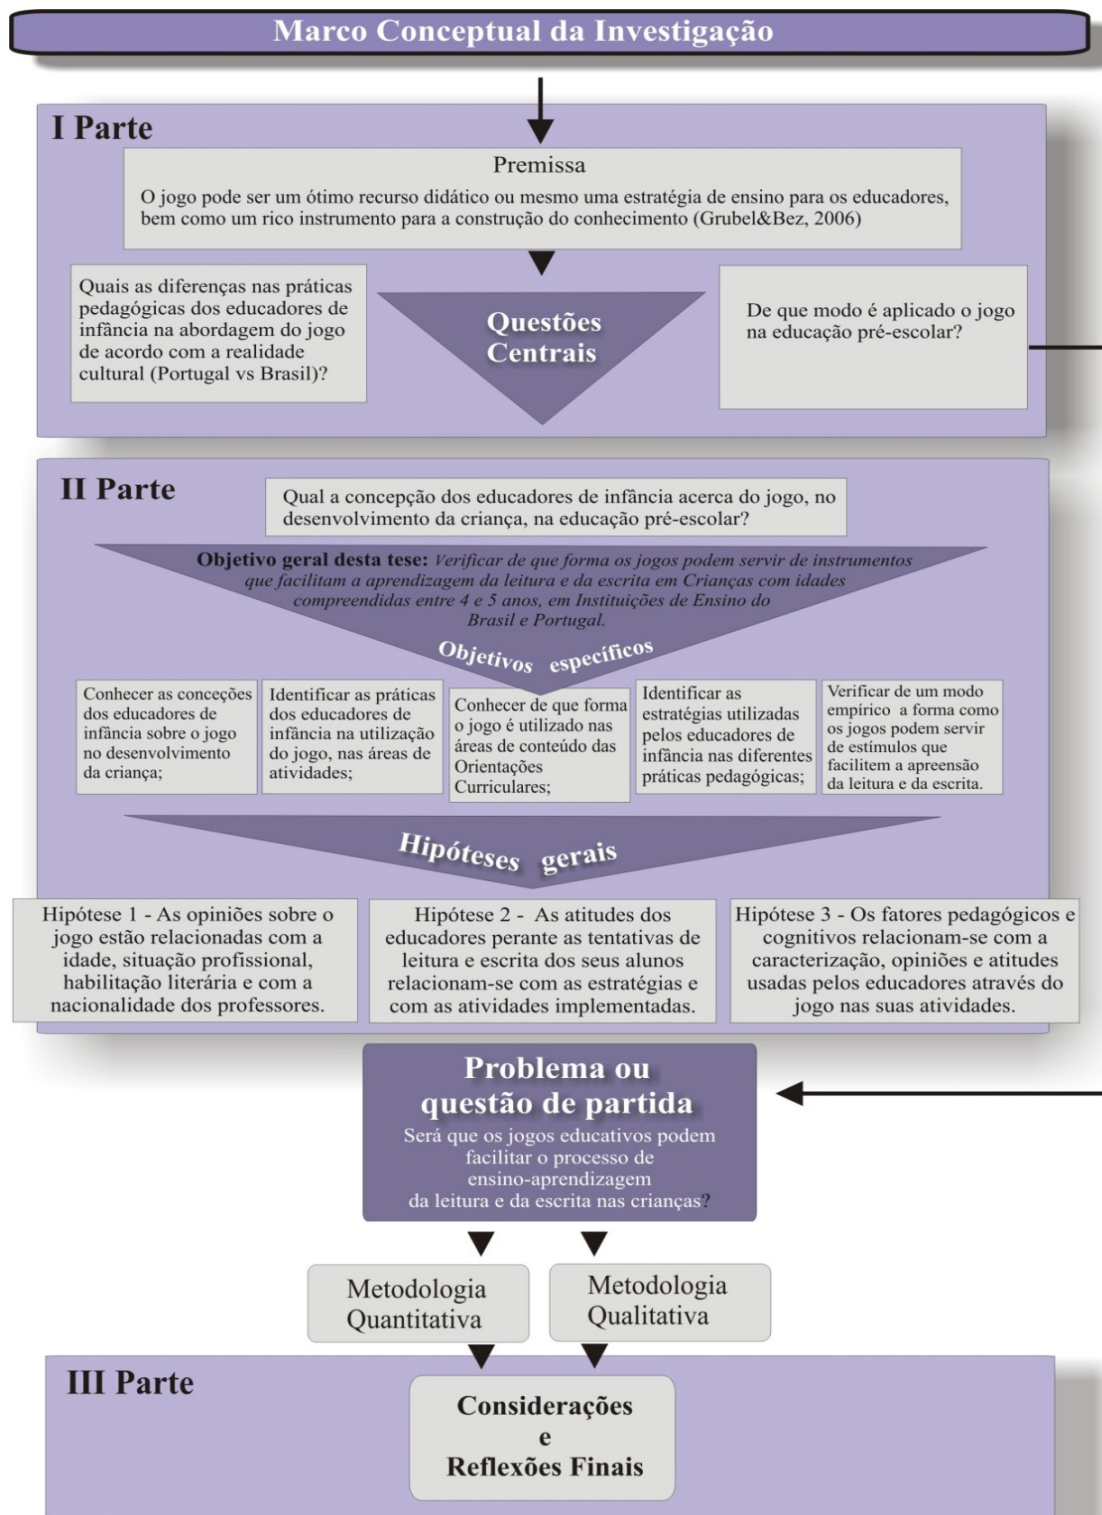 Marco Conceptual da Investigação
I Parte
Premissa
O jogo pode ser um ótimo recurso didático ou mesmo uma estratégia de ensino para os educadores,
bem como um rico instrumento para a construção do conhecimento (Grubel&Bez, 2006)
Quais as diferenças nas práticas
pedagógicas dos educadores de
infância na abordagem do jogo
de acordo com a realidade
cultural (Portugal vs Brasil)?
Questões
Centrais
De que modo é aplicado o jogo
na educação pré-escolar?
II Parte
Qual a concepção dos educadores de infância acerca do jogo, no
desenvolvimento da criança, na educação pré-escolar?
Objetivo geral desta tese: Verificar de que forma os jogos podem servir de instrumentos
que facilitam a aprendizagem da leitura e da escrita em Crianças com idades
compreendidas entre 4 e 5 anos, em Instituições de Ensino do
Brasil e Portugal.
Objetivos específicos
Conhecer as conceções
dos educadores de
infância sobre o jogo
no desenvolvimento
da criança;
Identificar as práticas
dos educadores de
infância na utilização
do jogo, nas áreas de
atividades;
Conhecer de que forma
o jogo é utilizado nas
áreas de conteúdo das
Orientações
Curriculares;
Identificar as
estratégias utilizadas
pelos educadores de
infância nas diferentes
práticas pedagógicas;
Verificar de um modo
empírico a forma como
os jogos podem servir
de estímulos que
facilitem a apreensão
da leitura e da escrita.
Hipóteses gerais
Hipótese 1 - As opiniões sobre o
jogo estão relacionadas com a
idade, situação profissional,
habilitação literária e com a
nacionalidade dos professores.
Hipótese 2 - As atitudes dos
educadores perante as tentativas de
leitura e escrita dos seus alunos
relacionam-se com as estratégias e
com as atividades implementadas.
Hipótese 3 - Os fatores pedagógicos e
cognitivos relacionam-se com a
caracterização, opiniões e atitudes
usadas pelos educadores através do
jogo nas suas atividades.
Problema ou
questão de partida
Será que os jogos educativos podem
facilitar o processo de
ensino-aprendizagem
da leitura e da escrita nas crianças?
Metodologia
Quantitativa
Metodologia
Qualitativa
III Parte
Considerações
e
Reflexões Finais